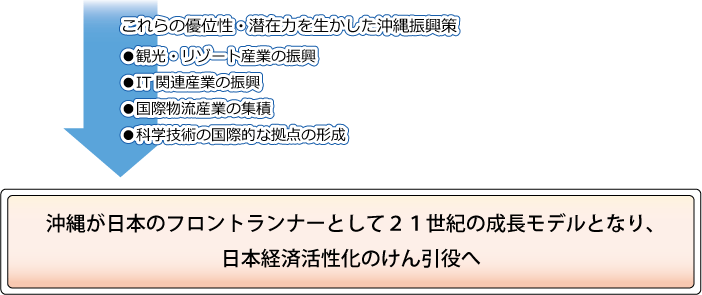 これらの優位性・潜在力を生かした沖縄振興策
●観光・リゾート産業の振興
●IT 関連産業の振興
●国際物流産業の集積
●科学技術の国際的な拠点の形成
沖縄が日本のフロントランナーとして２１世紀の成長モデルとなり、
日本経済活性化のけん引役へ